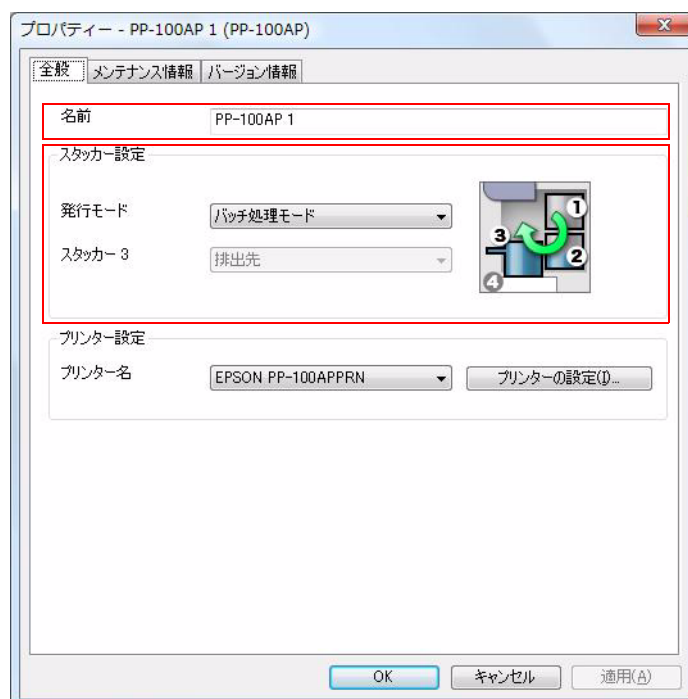 プロパティー - PP-100AP 1 (PP-100AP)
全般 メンテナンス情報 バージョン情報
名前 PP-100AP 1
スタッカー設定
発行モード バッチ処理モード
スタッカー 3 排出先
1
2
3
4
プリンター設定
プリンター名 EPSON PP-100APPRN プリンターの設定(I)...
OK キャンセル 適用(A)